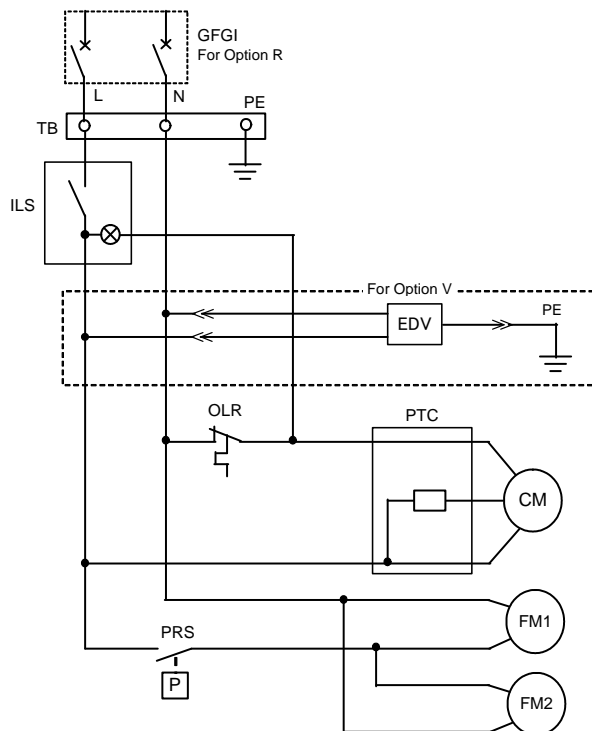 GFGI
For Option R
L
N
PE
TB
ILS
For Option V
PE
EDV
OLR
PTC
CM
FM1
PRS
P
FM2